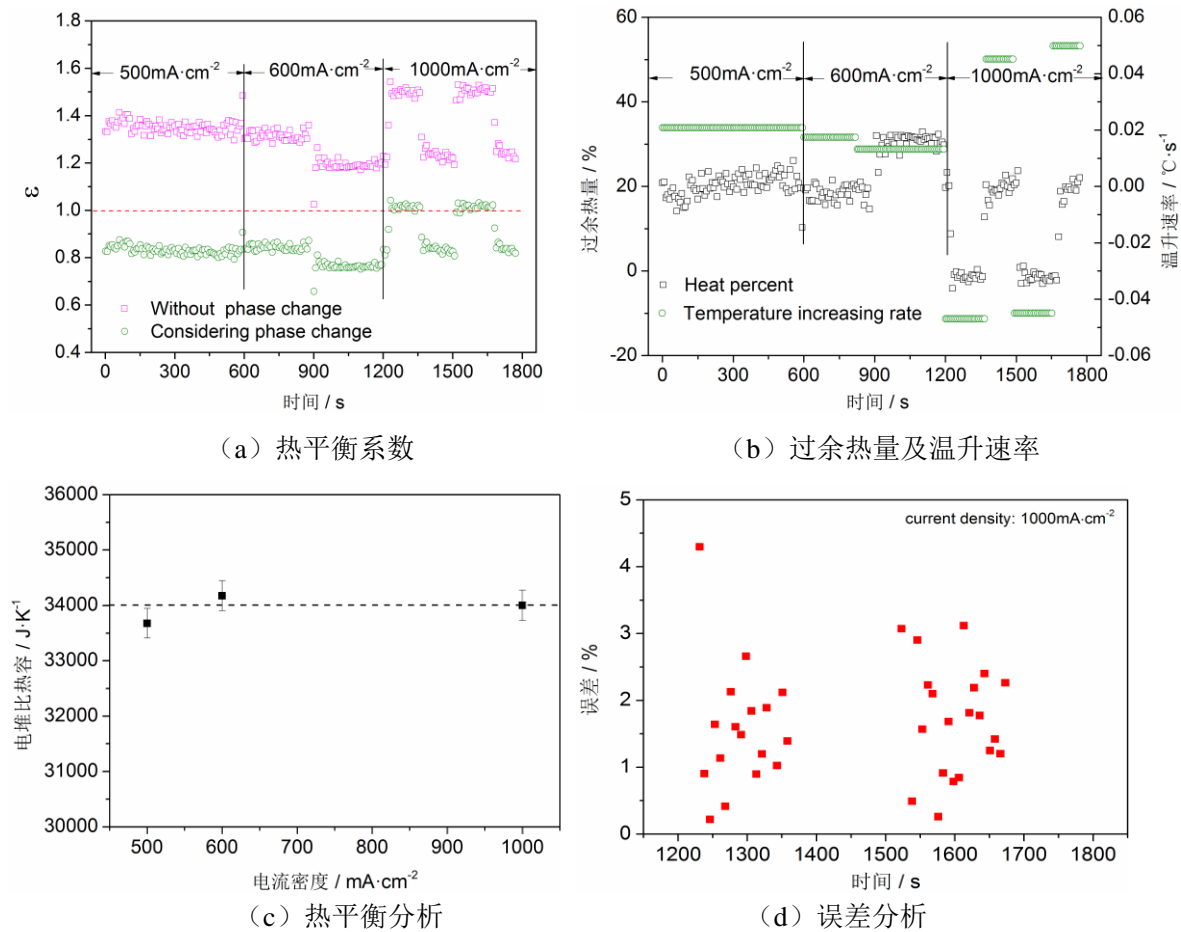 1.8
1.6
1.4
1.2
1.0
0.8
0.6
0.4
ε
500mA·cm-2
600mA·cm-2
1000mA·cm-2
Without phase change
Considering phase change
0 300 600 900 1200 1500 1800
时间 / s
（a）热平衡系数
60
40
20
0
-20
过余热量 / %
500mA·cm-2
600mA·cm-2
1000mA·cm-2
Heat percent
Temperature increasing rate
0.06
0.04
0.02
0.00
-0.02
-0.04
-0.06
温升速率 / ℃·s-1
0 300 600 900 1200 1500 1800
时间 / s
（b）过余热量及温升速率
36000
35000
34000
33000
32000
31000
30000
电堆比热容 / J·K-1
500 600 700 800 900 1000
电流密度 / mA·cm-2
（c）热平衡分析
5
4
3
2
1
0
误差 / %
current density: 1000mA·cm-2
1200 1300 1400 1500 1600 1700 1800
时间 / s
（d）误差分析